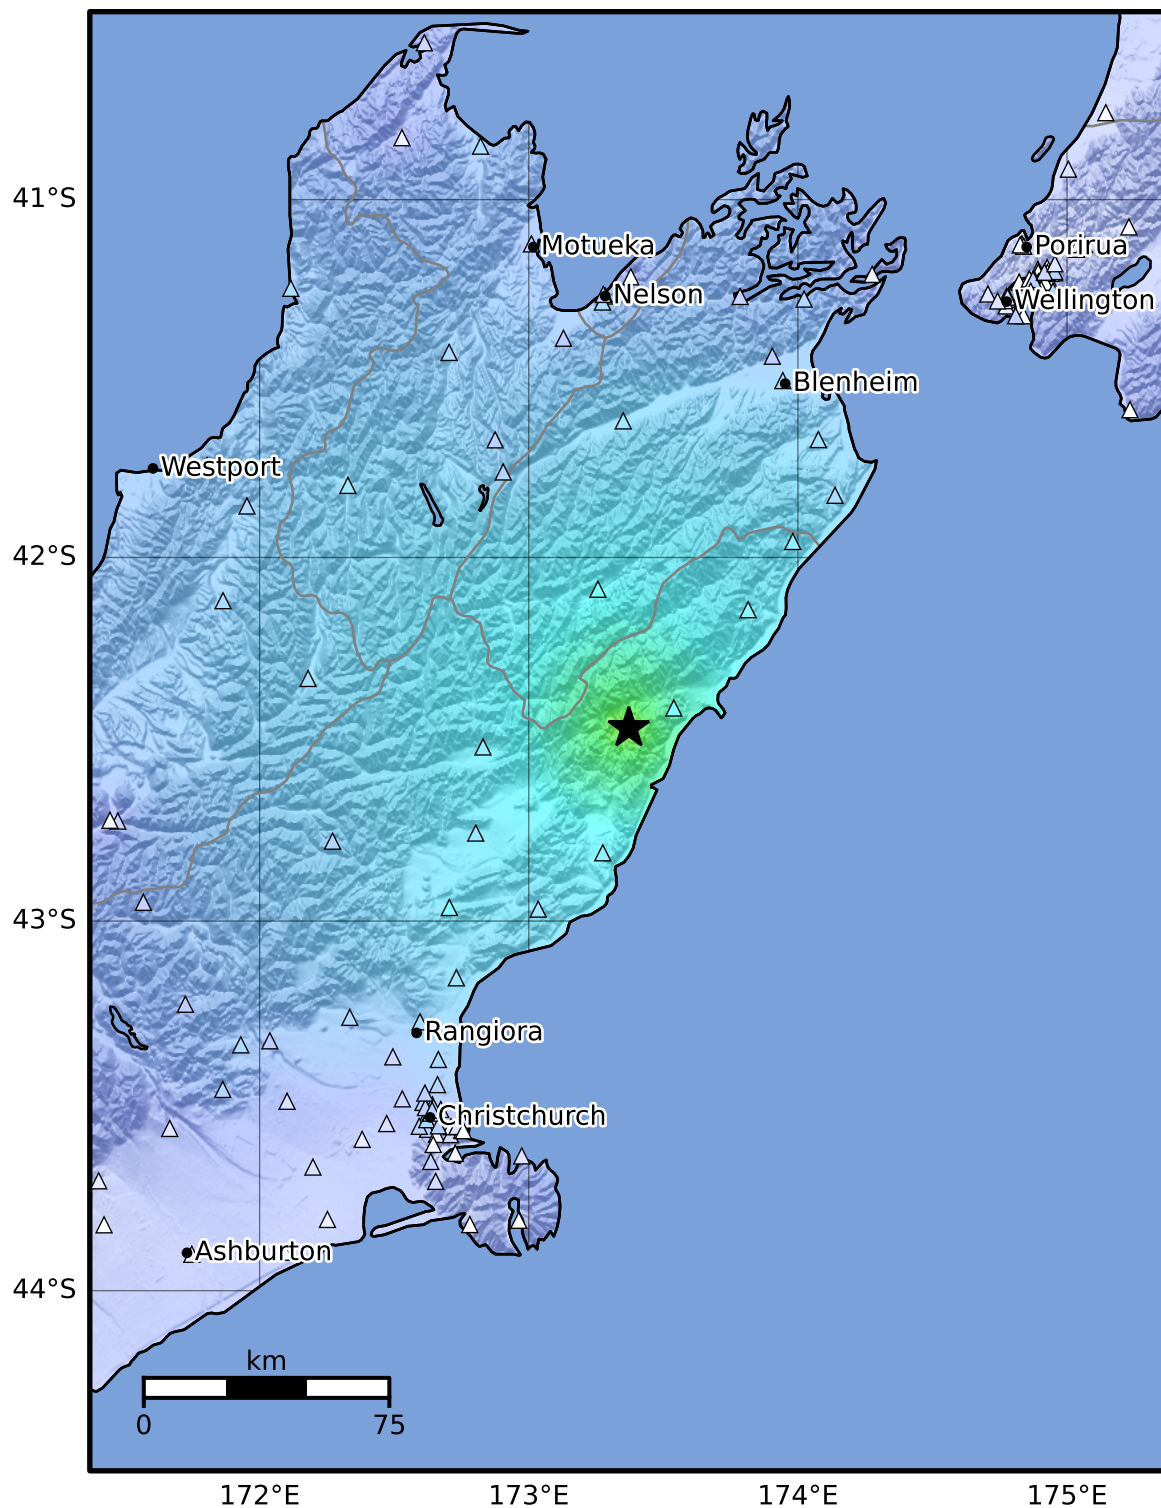 41°S
Motueka
Porirua
Nelson
Wellington
Blenheim
Westport
42°S
43°S
Rangiora
Christchurch
Ashburton
44°S
km
0
75
172°E
173°E
174°E
175°E